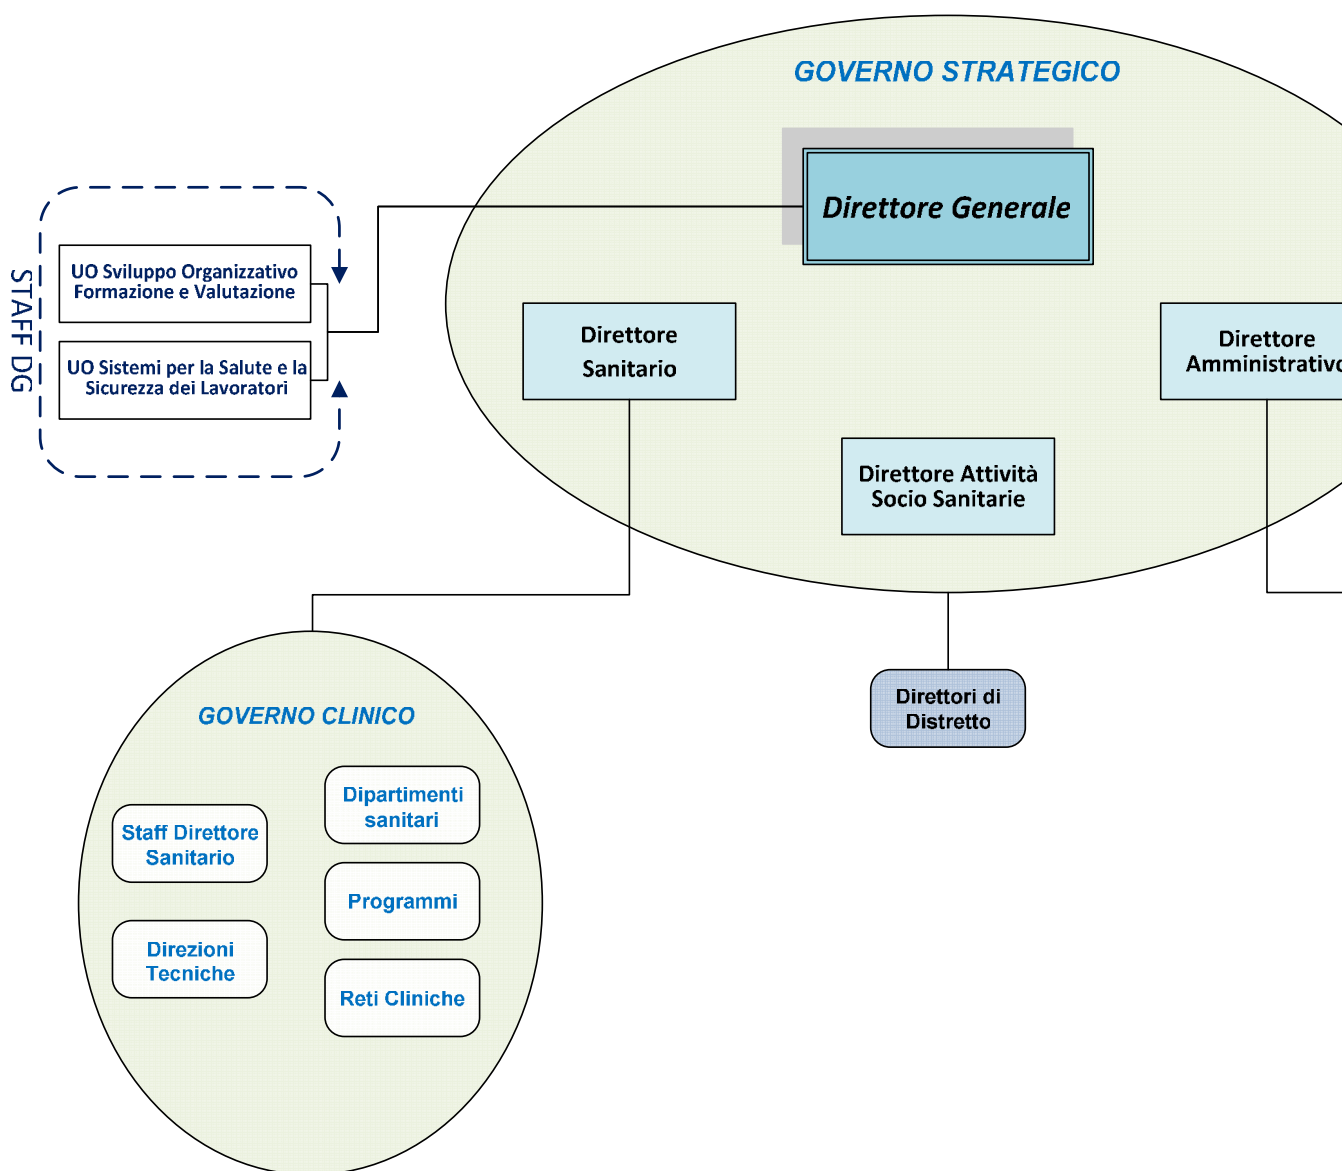 GOVERNO STRATEGICO
Direttore Generale
STAFF DG
UO Sviluppo Organizzativo
Formazione e Valutazione
UO Sistemi per la Salute e la
Sicurezza dei Lavoratori
Direttore
Sanitario
Direttore
Amministrativo
Direttore Attività
Socio Sanitarie
Direttori di
Distretto
GOVERNO CLINICO
Staff Direttore
Sanitario
Direzioni
Tecniche
Dipartimenti
sanitari
Programmi
Reti Cliniche